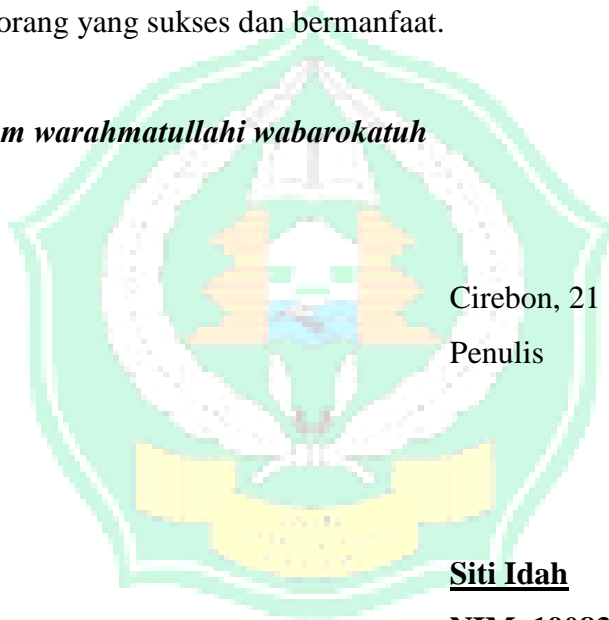 orang yang sukses dan bermanfaat.
m warahmatullahi wabarokatuh
Cirebon, 21
Penulis
Siti Idah